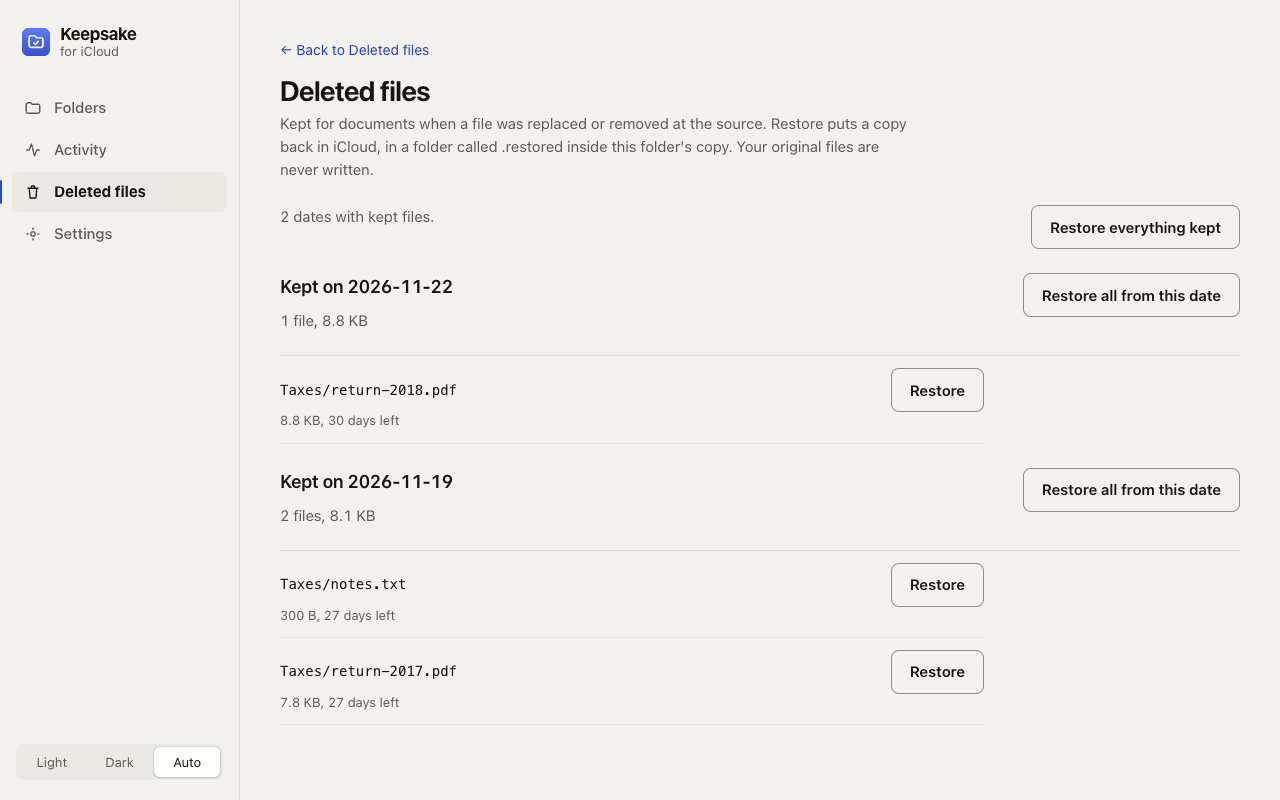 Keepsake
for iCloud
Folders
Activity
Deleted files
Settings
Light Dark Auto
← Back to Deleted files
Deleted files
Kept for documents when a file was replaced or removed at the source. Restore puts a copy
back in iCloud, in a folder called .restored inside this folder's copy. Your original files are
never written.
2 dates with kept files.
Restore everything kept
Kept on 2026-11-22
Restore all from this date
1 file, 8.8 KB
Taxes/return-2018.pdf
Restore
8.8 KB, 30 days left
Kept on 2026-11-19
Restore all from this date
2 files, 8.1 KB
Taxes/notes.txt
Restore
300 B, 27 days left
Taxes/return-2017.pdf
Restore
7.8 KB, 27 days left